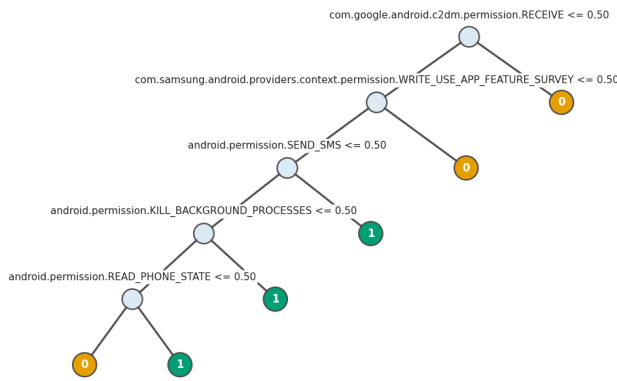 com.google.android.c2dm.permission.RECEIVE <= 0.50
com.samsung.android.providers.context.permission.WRITE_USE_APP_FEATURE_SURVEY <= 0.50
0
android.permission.SEND_SMS <= 0.50
0
android.permission.KILL_BACKGROUND_PROCESSES <= 0.50
1
android.permission.READ_PHONE_STATE <= 0.50
1
0
1